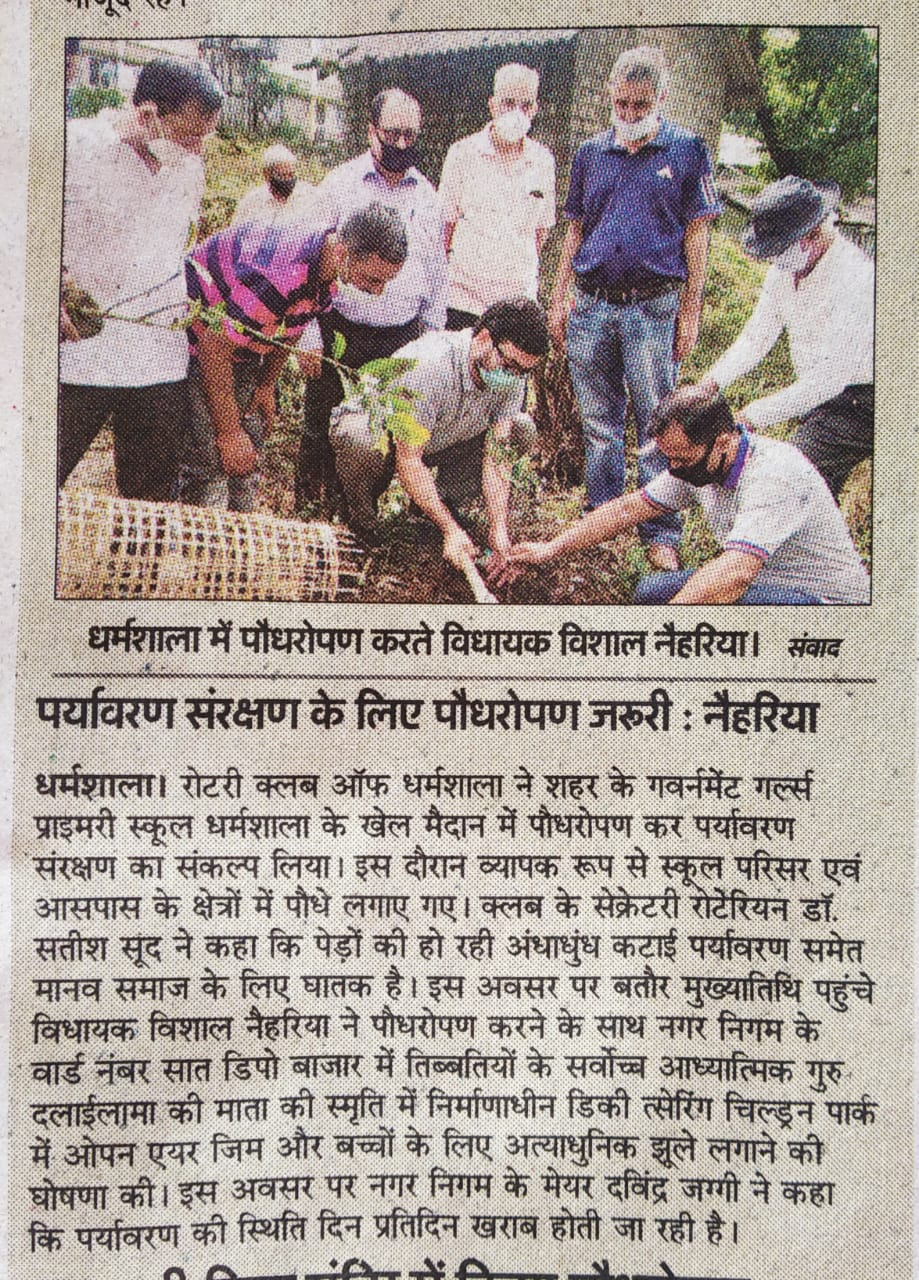 मौजूद रहे।
धर्मशाला में पौधरोपण करते विधायक विशाल नैहरिया। संवाद
पर्यावरण संरक्षण के लिए पौधरोपण जरूरी : नैहरिया
धर्मशाला। रोटरी क्लब ऑफ धर्मशाला ने शहर के गवर्नमेंट गर्ल्स
प्राइमरी स्कूल धर्मशाला के खेल मैदान में पौधरोपण कर पर्यावरण
संरक्षण का संकल्प लिया। इस दौरान व्यापक रूप से स्कूल परिसर एवं
आसपास के क्षेत्रों में पौधे लगाए गए। क्लब के सेक्रेटरी रोटेरियन डॉ.
सतीश सूद ने कहा कि पेड़ों की हो रही अंधाधुंध कटाई पर्यावरण समेत
मानव समाज के लिए घातक है। इस अवसर पर बतौर मुख्यातिथि पहुंचे
विधायक विशाल नैहरिया ने पौधरोपण करने के साथ नगर निगम के
वार्ड नंबर सात डिपो बाजार में तिब्बतियों के सर्वोच्च आध्यात्मिक गुरु
दलाईलामा की माता की स्मृति में निर्माणाधीन डिकी त्सेरिंग चिल्ड्रन पार्क
में ओपन एयर जिम और बच्चों के लिए अत्याधुनिक झूले लगाने की
घोषणा की। इस अवसर पर नगर निगम के मेयर दविंद्र जग्गी ने कहा
कि पर्यावरण की स्थिति दिन प्रतिदिन खराब होती जा रही है।